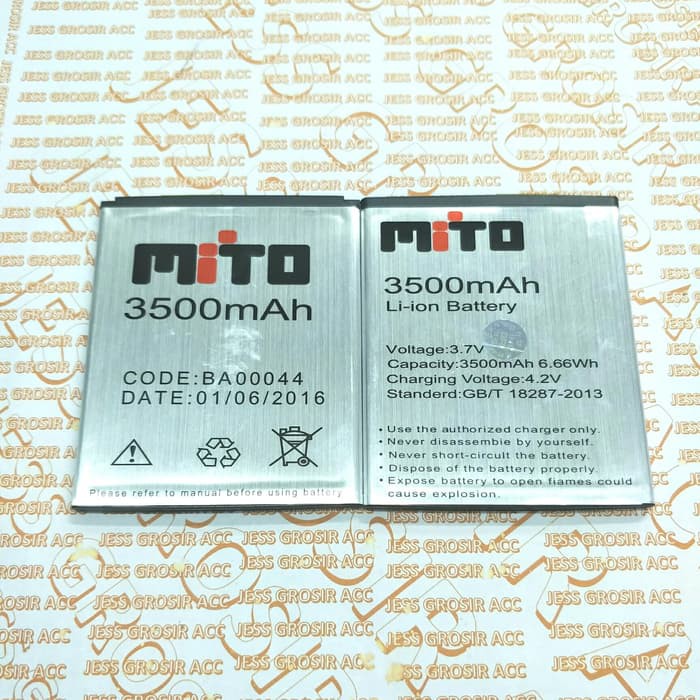 MiTO
3500mAh
CODE:BA00044
DATE:01/06/2016
Please refer to manual before using battery
MiTO
3500mAh
Li-ion Battery
Voltage:3.7V
Capacity:3500mAh 6.66Wh
Charging Voltage:4.2V
Standerd:GB/T 18287-2013
• Use the authorized charger only.
• Never disassembie by yourself.
• Never short-circuit the battery.
• Dispose of the battery properly.
• Expose battery to open fiames could
cause explosion.
JESS GROSIR ACC